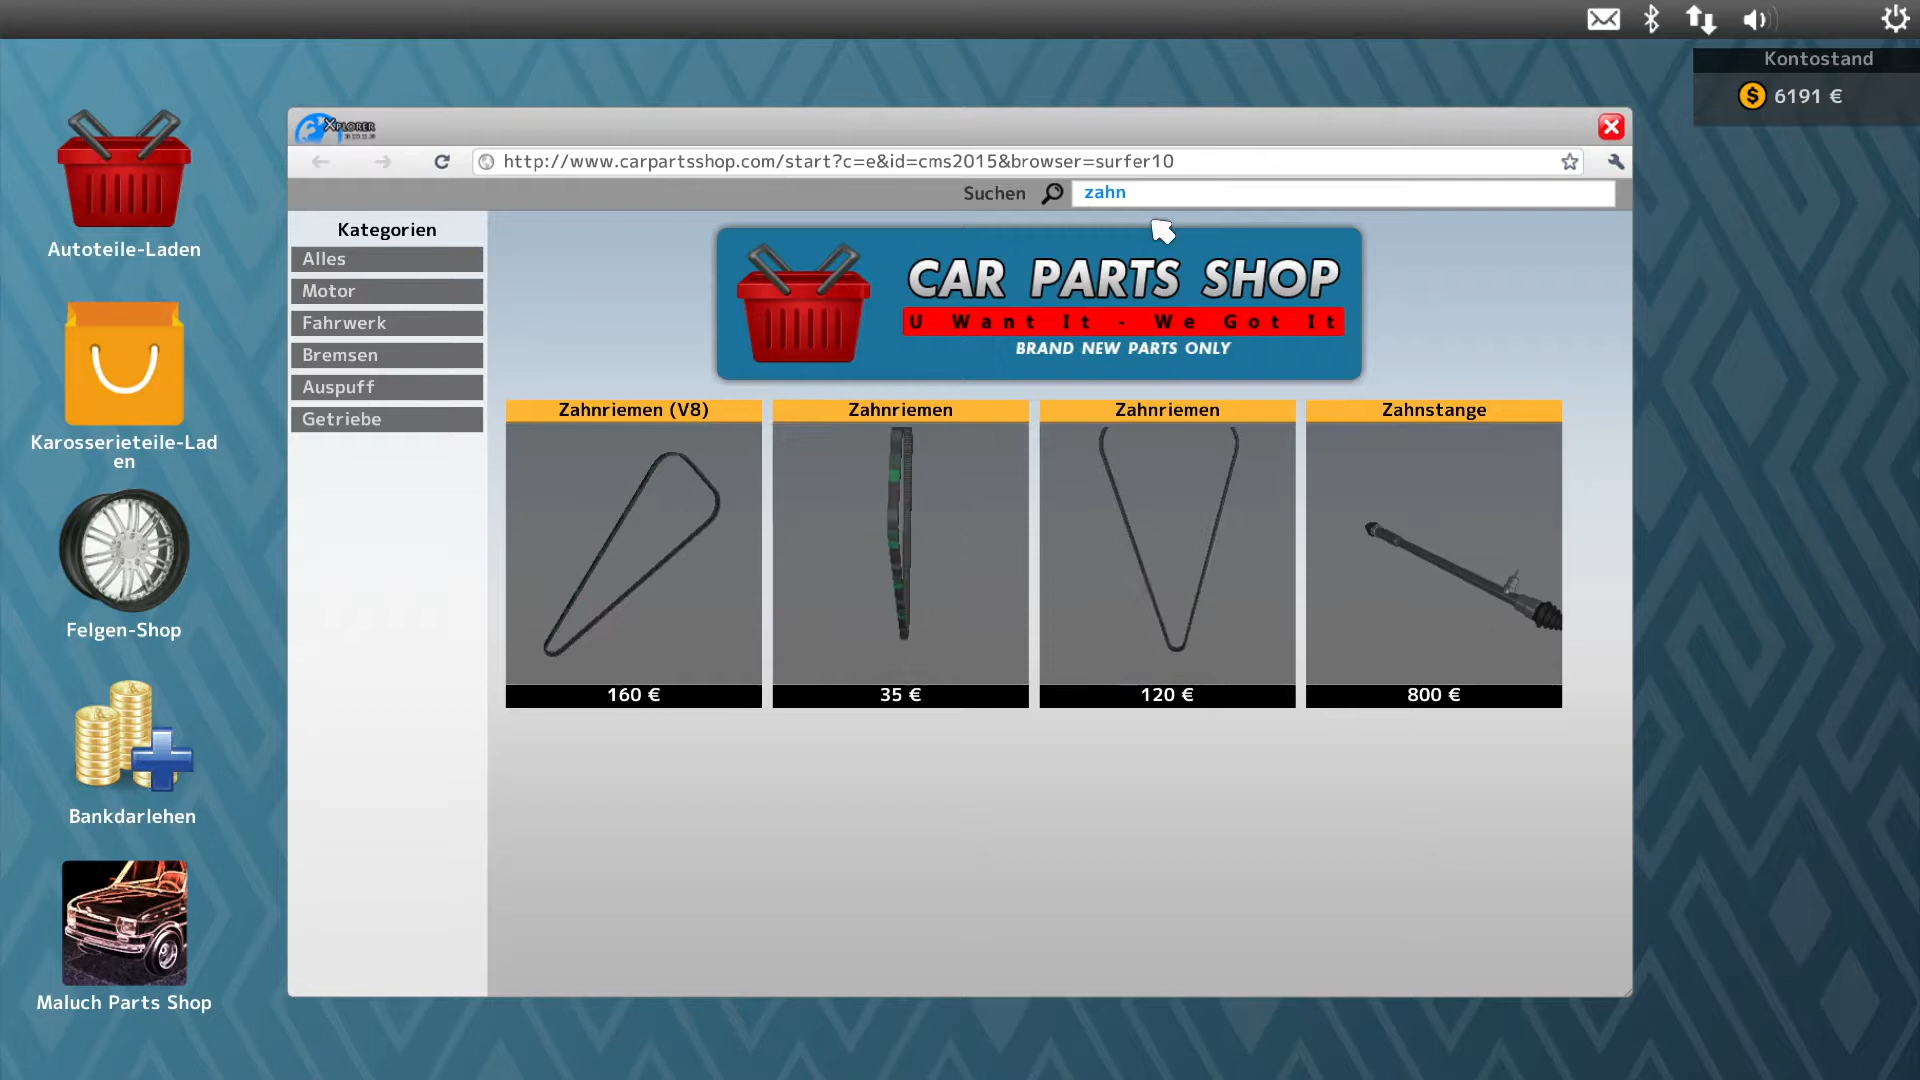 Kontostand
6191 €
Autoteile-Laden
Karosserieteile-Lad
en
Felgen-Shop
Bankdarlehen
Maluch Parts Shop
XPLORER
http://www.carpartsshop.com/start?c=e&id=cms2015&browser=surfer10
Suchen zahn
Kategorien
Alles
Motor
Fahrwerk
Bremsen
Auspuff
Getriebe
CAR PARTS SHOP
U Want It - We Got It
BRAND NEW PARTS ONLY
Zahnriemen (V8)
160 €
Zahnriemen
35 €
Zahnriemen
120 €
Zahnstange
800 €